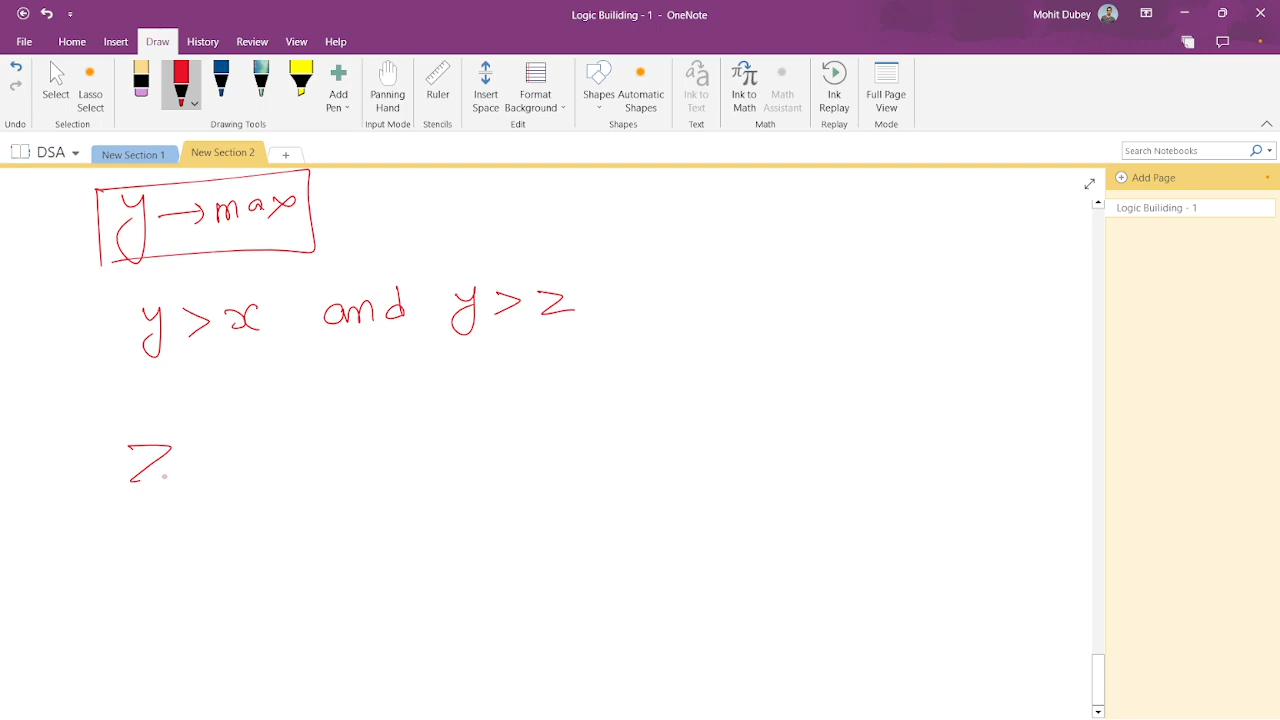 Logic Builiding - 1 - OneNote
Mohit Dubey
File Home Insert Draw History Review View Help
Undo
Select
Lasso Select
Selection
Drawing Tools
Add Pen
Panning Hand
Input Mode
Ruler
Stencils
Insert Space
Format Background
Edit
Shapes
Automatic Shapes
Shapes
Ink to Text
Text
Ink to Math
Math Assistant
Math
Ink Replay
Replay
Full Page View
Mode
DSA New Section 1 New Section 2 +
Search Notebooks
Add Page
Logic Builiding - 1
y → max
y > x and y > z
z